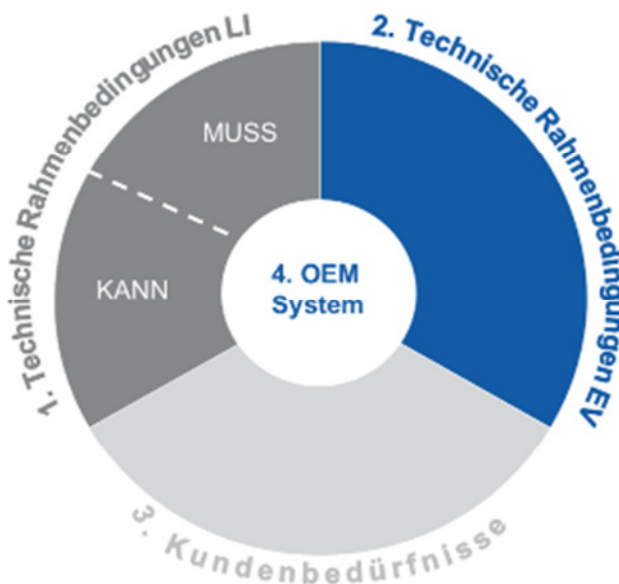 1. Technische Rahmenbedingungen LI
2. Technische Rahmenbedingungen EV
MUSS
KANN
4. OEM
System
3. Kundenbedürfnisse